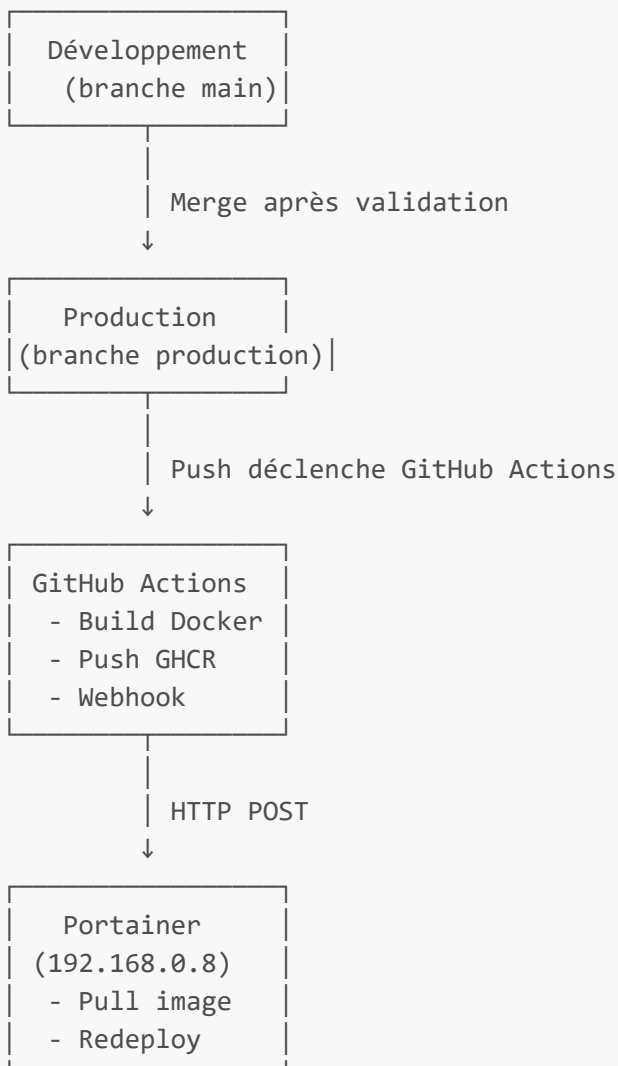 Développement
(branche main)
Merge après validation
↓
Production
(branche production)
Push déclenche GitHub Actions
↓
GitHub Actions
- Build Docker
- Push GHCR
- Webhook
HTTP POST
↓
Portainer
(192.168.0.8)
- Pull image
- Redeploy